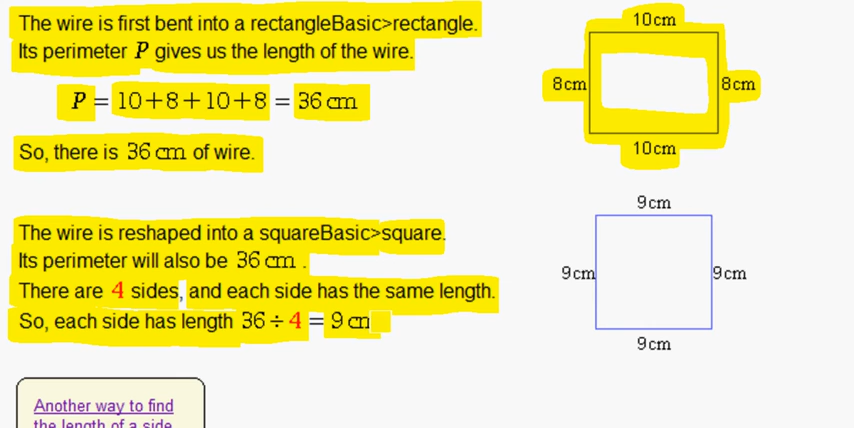 The wire is first bent into a rectangleBasic>rectangle.
Its perimeter P gives us the length of the wire.
P = 10+8+10+8 = 36 cm
So, there is 36 cm of wire.
10cm
8cm
8cm
10cm
The wire is reshaped into a squareBasic>square.
Its perimeter will also be 36 cm .
There are 4 sides, and each side has the same length.
So, each side has length 36 ÷ 4 = 9 cm
9cm
9cm
9cm
9cm
Another way to find
the length of a side